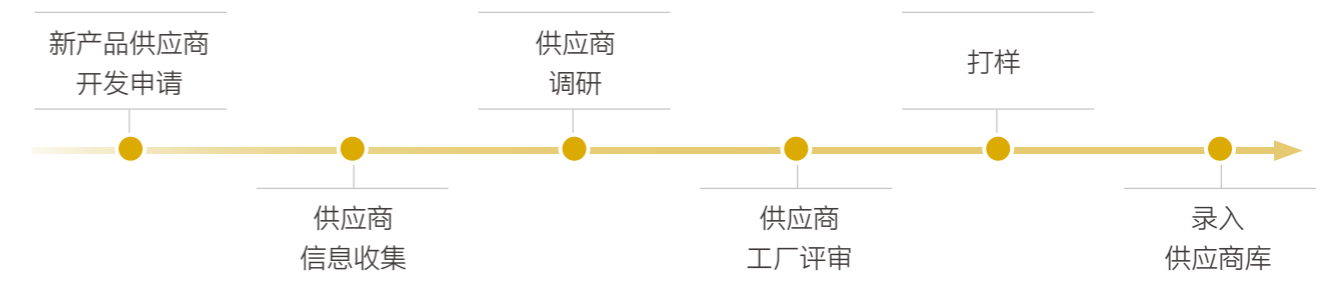 新产品供应商
开发申请
供应商
信息收集
供应商
调研
供应商
工厂评审
打样
录入
供应商库